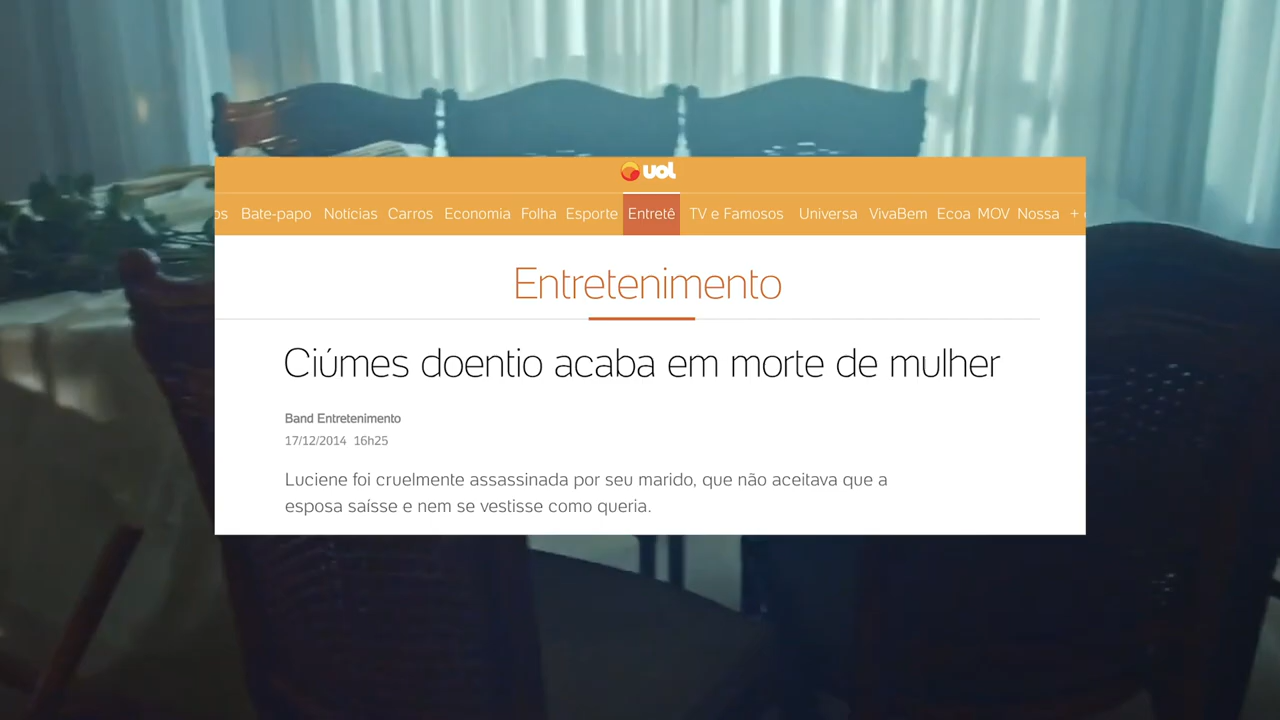 uol
Bate-papo Notícias Carros Economia Folha Esporte Entretê TV e Famosos Universa VivaBem Ecoa MOV Nossa +
Entretenimento
Ciúmes doentio acaba em morte de mulher
Band Entretenimento
17/12/2014 16h25
Luciene foi cruelmente assassinada por seu marido, que não aceitava que a
esposa saísse e nem se vestisse como queria.